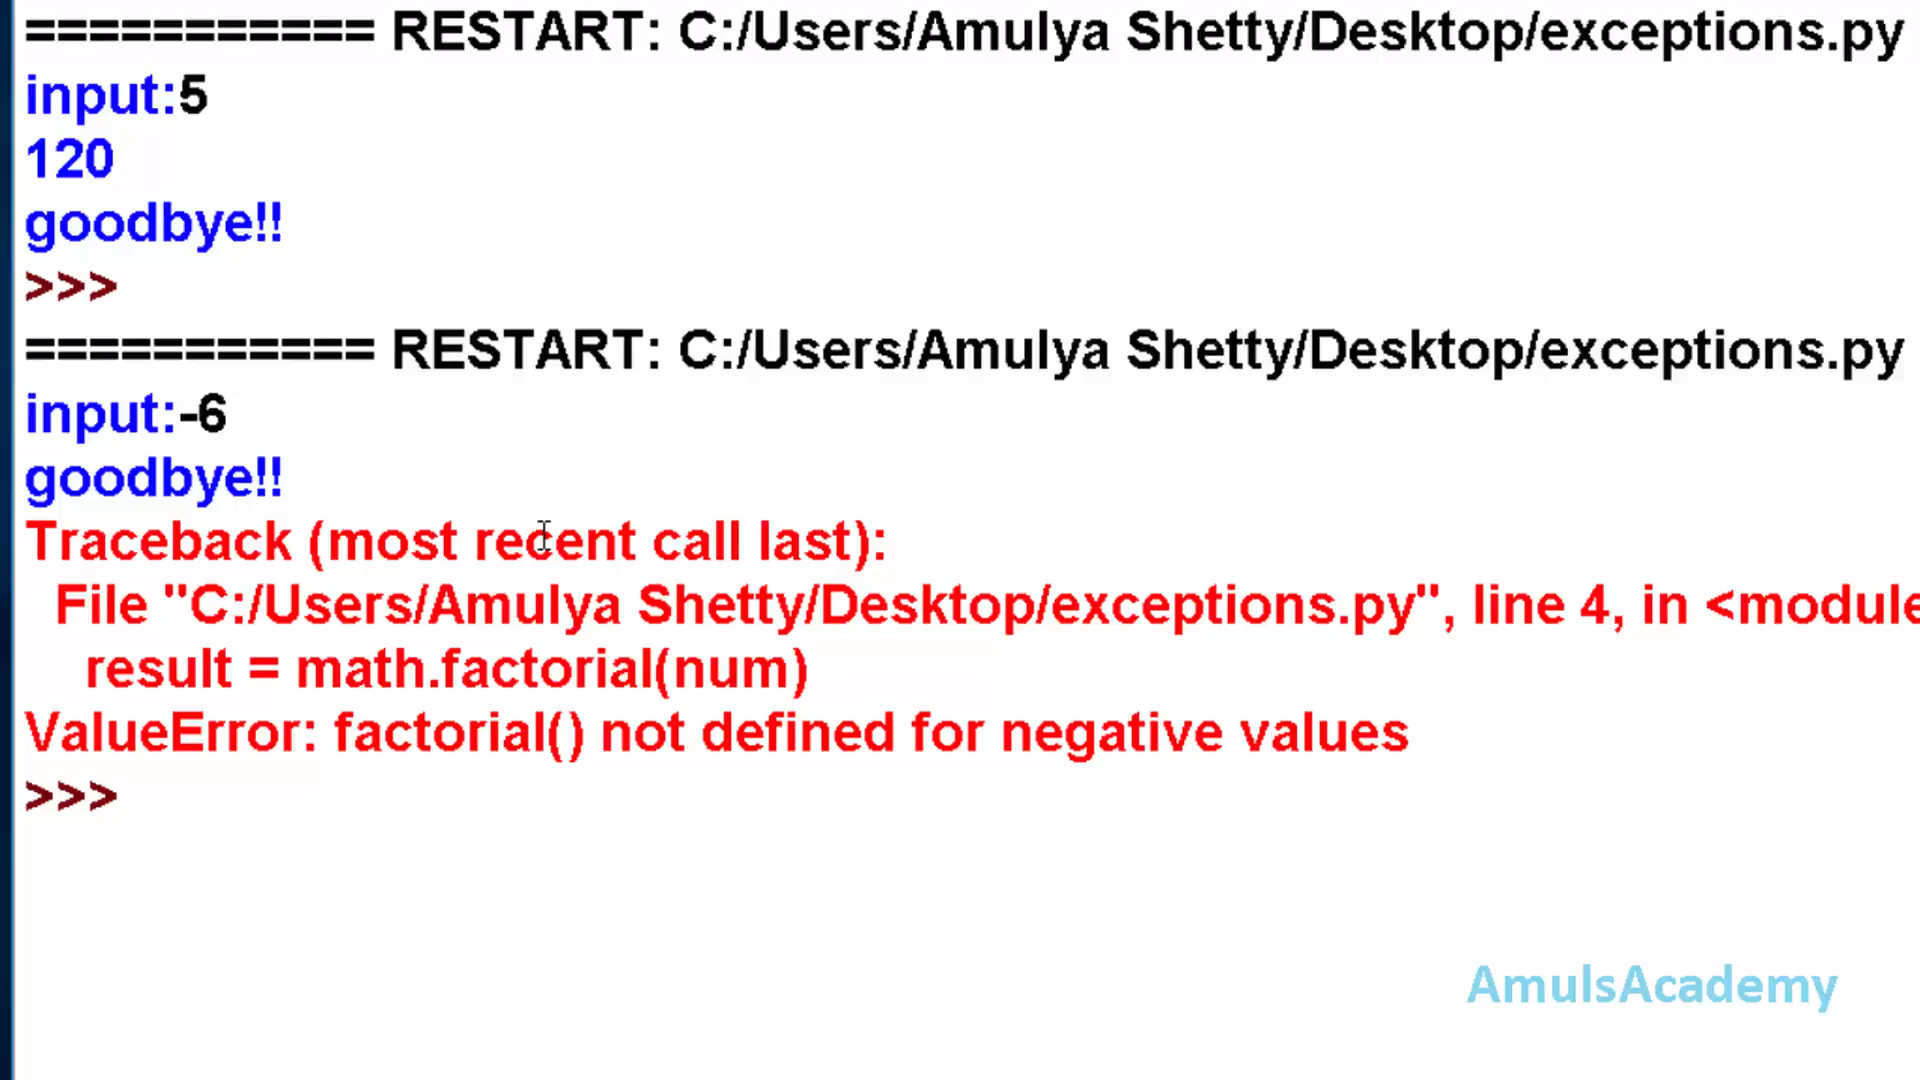 =========== RESTART: C:/Users/Amulya Shetty/Desktop/exceptions.py
input:5
120
goodbye!!
>>>
=========== RESTART: C:/Users/Amulya Shetty/Desktop/exceptions.py
input:-6
goodbye!!
Traceback (most recent call last):
  File "C:/Users/Amulya Shetty/Desktop/exceptions.py", line 4, in <module
    result = math.factorial(num)
ValueError: factorial() not defined for negative values
>>>
AmulsAcademy